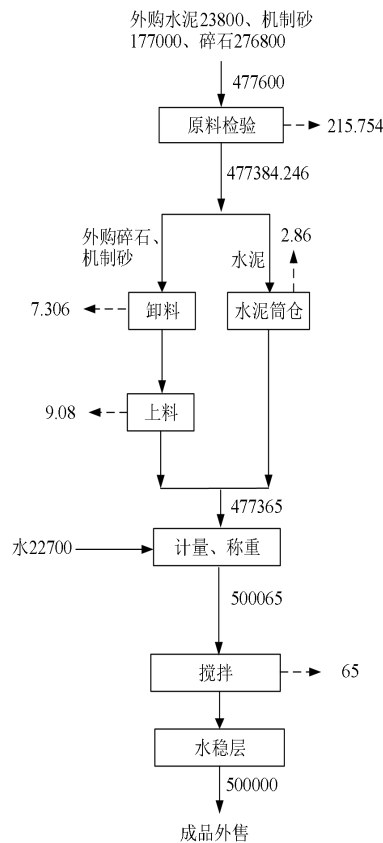 外购水泥23800、机制砂
177000、碎石276800
477600
原料检验
215.754
477384.246
外购碎石、
机制砂
水泥
2.86
7.306
卸料
水泥筒仓
9.08
上料
477365
水22700
计量、称重
500065
搅拌
65
水稳层
500000
成品外售